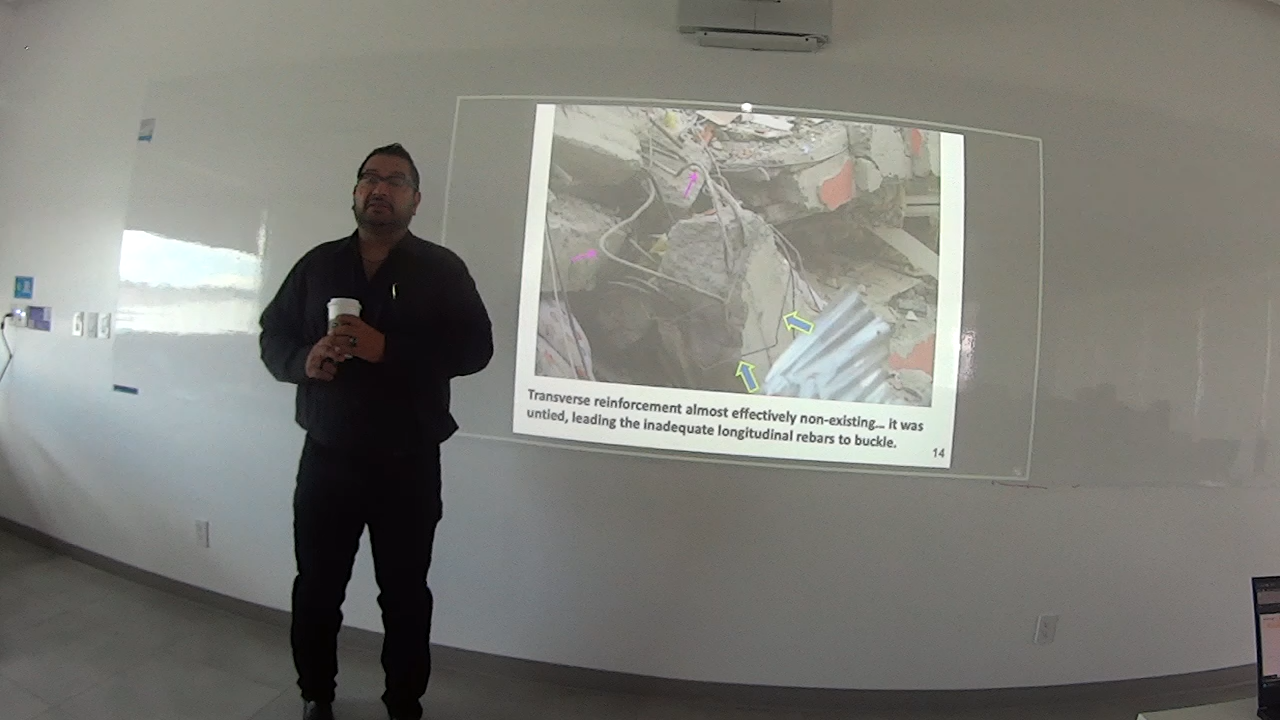 Transverse reinforcement almost effectively non-existing... it was
untied, leading the inadequate longitudinal rebars to buckle.
14